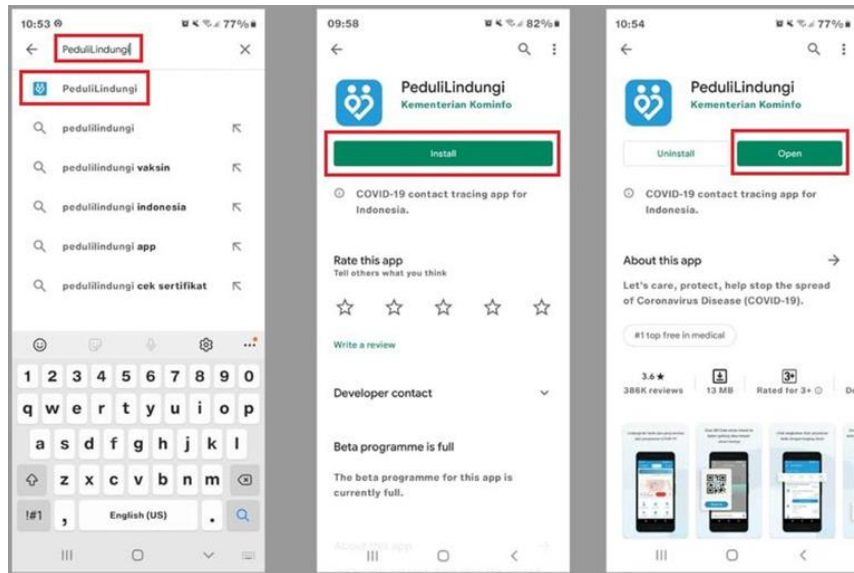 10:53
77%
PeduliLindungi
PeduliLindungi
pedulilindungi
pedulilindungi vaksin
pedulilindungi indonesia
pedulilindungi app
pedulilindungi cek sertifikat
1 2 3 4 5 6 7 8 9 0
q w e r t y u i o p
a s d f g h j k l
z x c v b n m
!#1 , English (US) .
09:58
82%
PeduliLindungi
Kementerian Kominfo
Install
COVID-19 contact tracing app for
Indonesia.
Rate this app
Tell others what you think
Write a review
Developer contact
Beta programme is full
The beta programme for this app is
currently full.
About this app
10:54
77%
PeduliLindungi
Kementerian Kominfo
Uninstall
Open
COVID-19 contact tracing app for
Indonesia.
About this app
Let's care, protect, help stop the spread
of Coronavirus Disease (COVID-19).
#1 top free in medical
3.6★
386K reviews
13 MB
3+
Rated for 3+